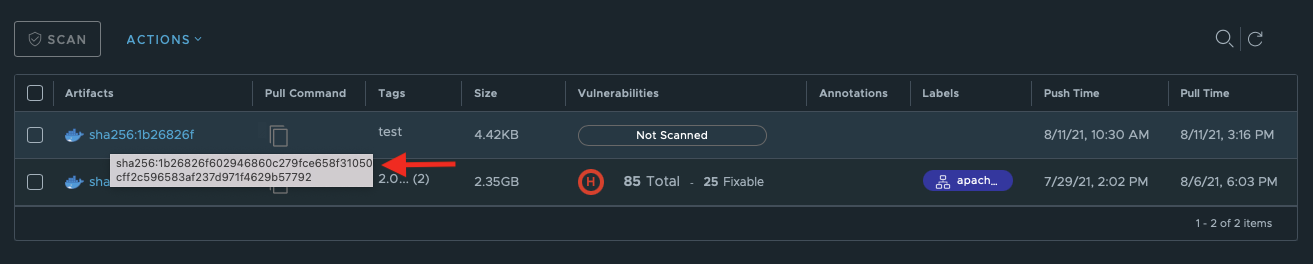 SCAN
ACTIONS
Artifacts Pull Command Tags Size Vulnerabilities Annotations Labels Push Time Pull Time
sha256:1b26826f test 4.42KB Not Scanned 8/11/21, 10:30 AM 8/11/21, 3:16 PM
sha256:1b26826f602946860c279fce658f31050
cff2c596583af237d971f4629b57792
sha 2.0... (2) 2.35GB H 85 Total - 25 Fixable apach_ 7/29/21, 2:02 PM 8/6/21, 6:03 PM
1 - 2 of 2 items